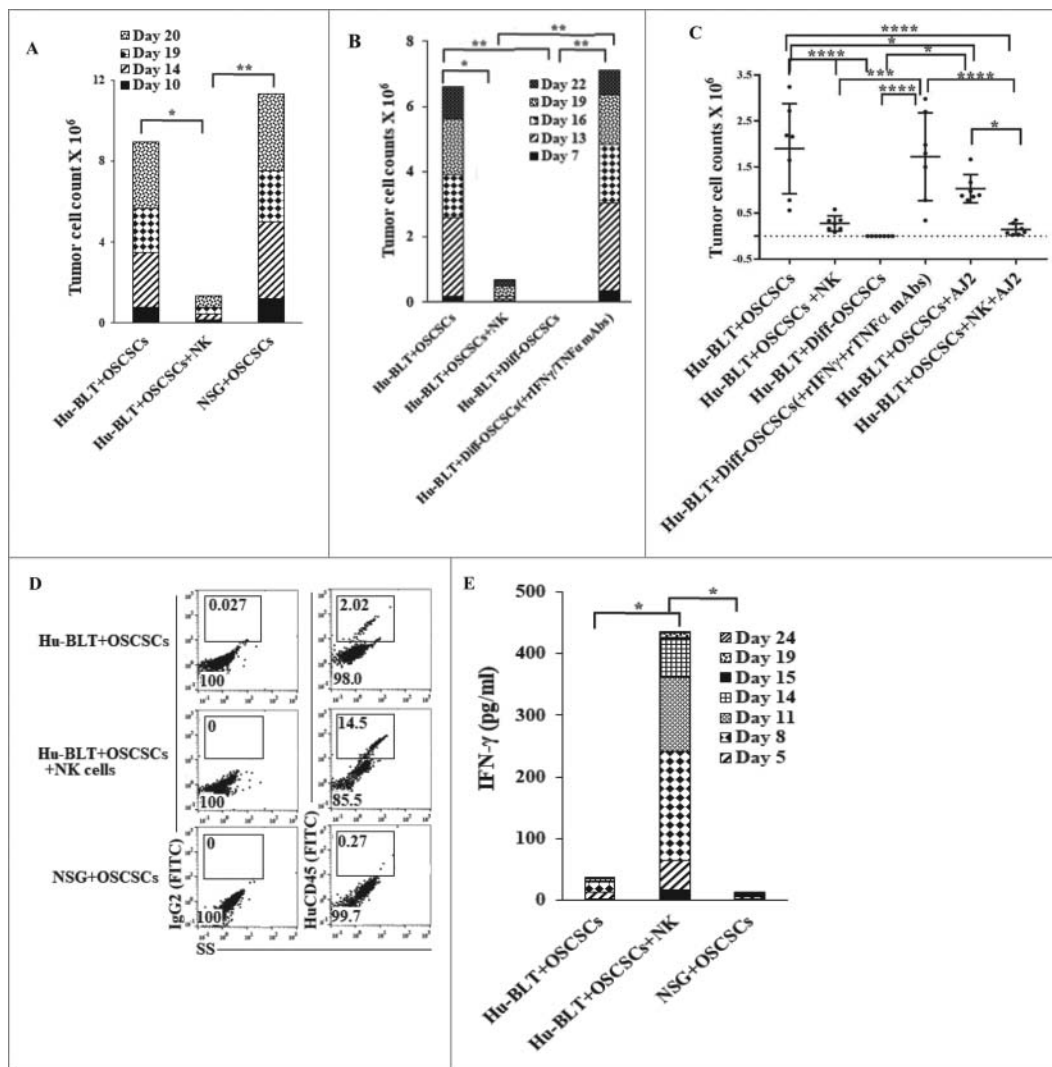 A
Day 20
Day 19
Day 14
Day 10
Tumor cell count X 10⁶
12
8
4
0
*
**
Hu-BLT+OSCSCs
Hu-BLT+OSCSCs+NK
NSG+OSCSCs
B
Day 22
Day 19
Day 16
Day 13
Day 7
Tumor cell counts X 10⁶
8
6
4
2
0
**
**
*
**
Hu-BLT+OSCSCs
Hu-BLT+OSCSCs+NK
Hu-BLT+Diff-OSCSCs
Hu-BLT+Diff-OSCSCs(+rIFNγ/TNFα mAbs)
C
Tumor cell counts X 10⁶
3.5
2.5
1.5
0.5
-0.5
****
*
****
*
***
****
****
*
Hu-BLT+OSCSCs
Hu-BLT+OSCSCs+NK
Hu-BLT+Diff-OSCSCs
Hu-BLT+Diff-OSCSCs(+rIFNγ+rTNFα mAbs)
Hu-BLT+OSCSCs+AJ2
Hu-BLT+OSCSCs+NK+AJ2
D
Hu-BLT+OSCSCs
0.027
100
2.02
98.0
Hu-BLT+OSCSCs
+NK cells
0
100
14.5
85.5
NSG+OSCSCs
0
100
0.27
99.7
IgG2 (FITC)
HuCD45 (FITC)
SS
E
IFN-γ (pg/ml)
500
400
300
200
100
0
*
*
Day 24
Day 19
Day 15
Day 14
Day 11
Day 8
Day 5
Hu-BLT+OSCSCs
Hu-BLT+OSCSCs+NK
NSG+OSCSCs